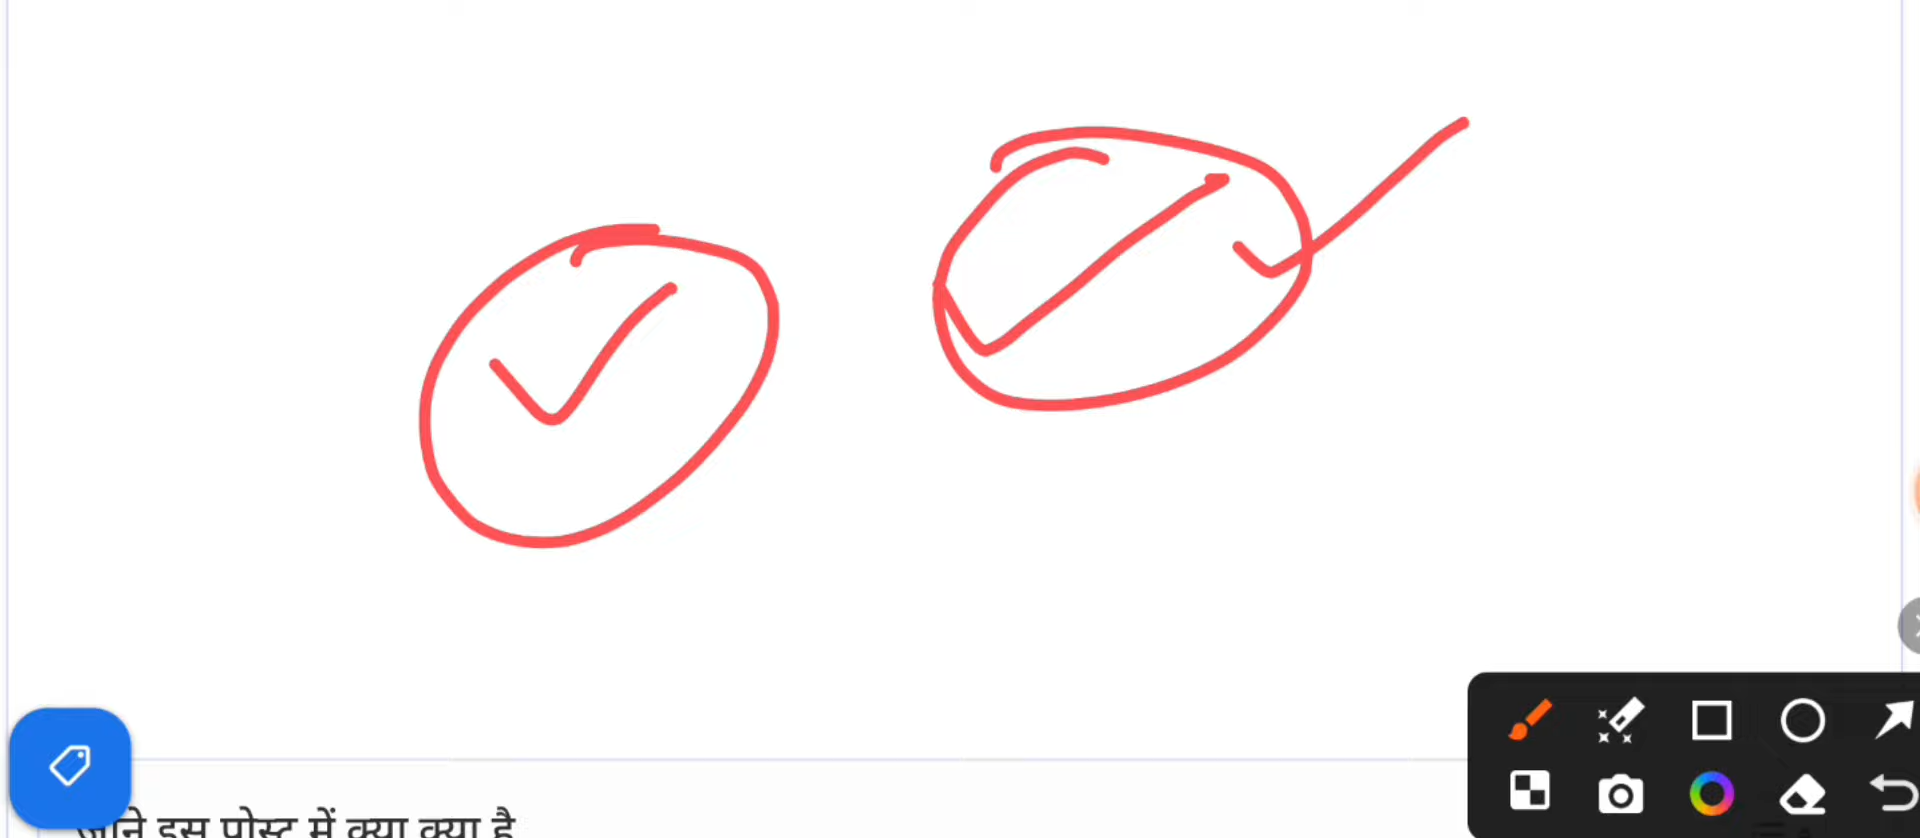 जाने इस पोस्ट में क्या क्या है